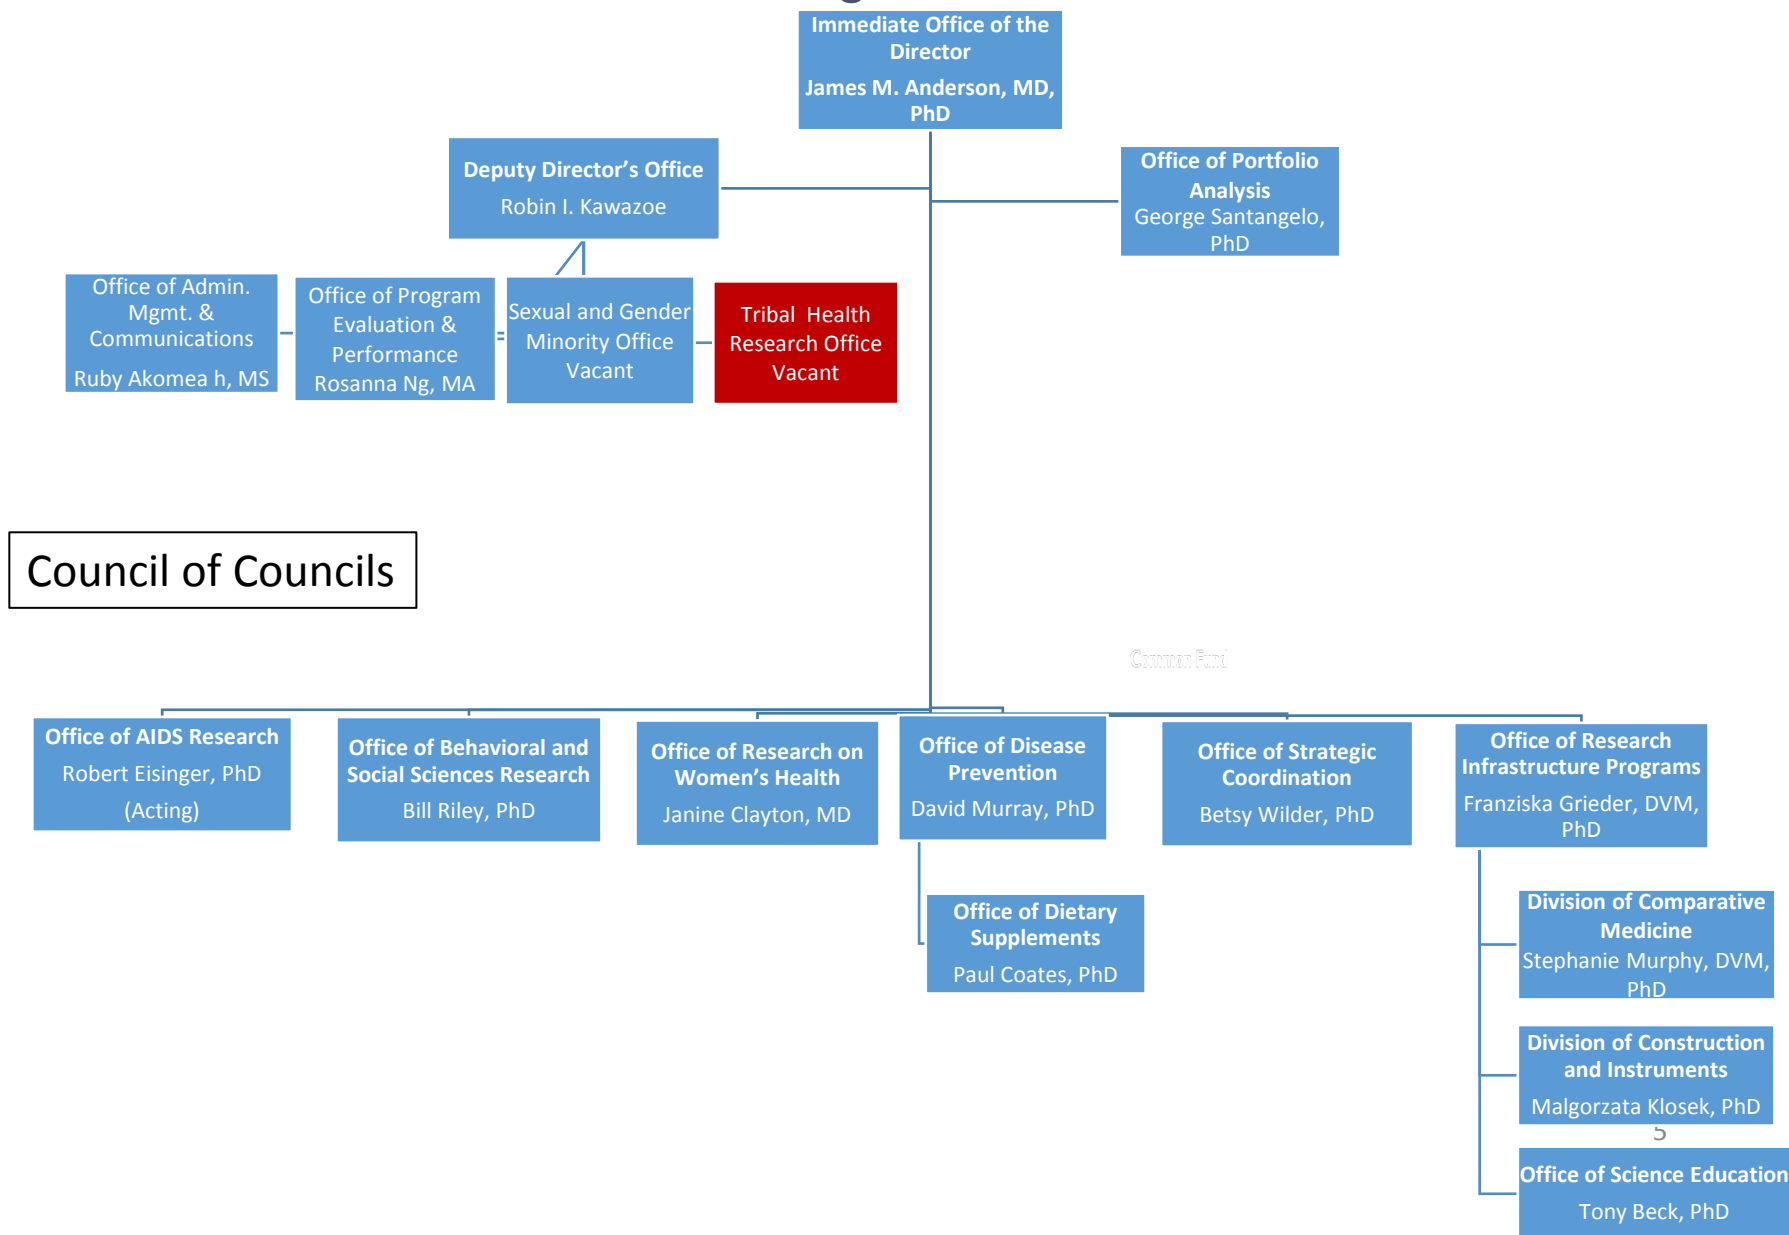 Immediate Office of the
Director
James M. Anderson, MD,
PhD
Deputy Director’s Office
Robin I. Kawazoe
Office of Portfolio
Analysis
George Santangelo,
PhD
Office of Admin.
Mgmt. &
Communications
Ruby Akomea h, MS
Office of Program
Evaluation &
Performance
Rosanna Ng, MA
Sexual and Gender
Minority Office
Vacant
Tribal Health
Research Office
Vacant
Council of Councils
Common Fund
Office of AIDS Research
Robert Eisinger, PhD
(Acting)
Office of Behavioral and
Social Sciences Research
Bill Riley, PhD
Office of Research on
Women’s Health
Janine Clayton, MD
Office of Disease
Prevention
David Murray, PhD
Office of Strategic
Coordination
Betsy Wilder, PhD
Office of Research
Infrastructure Programs
Franziska Grieder, DVM,
PhD
Office of Dietary
Supplements
Paul Coates, PhD
Division of Comparative
Medicine
Stephanie Murphy, DVM,
PhD
Division of Construction
and Instruments
Malgorzata Klosek, PhD
5
Office of Science Education
Tony Beck, PhD